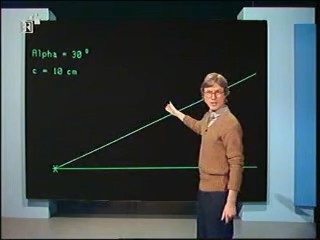 Alpha = 30°
c = 10 cm